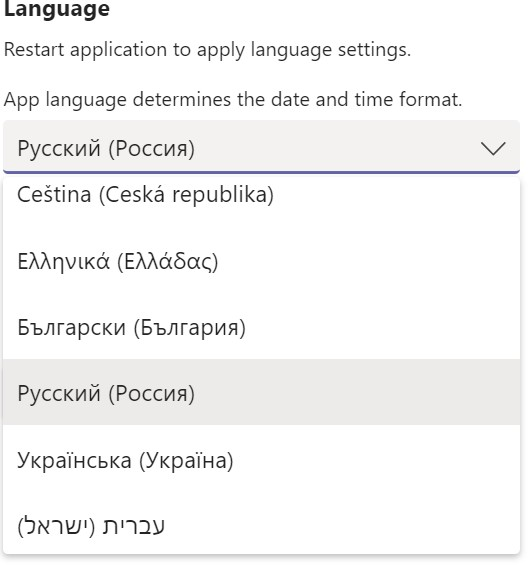 Language
Restart application to apply language settings.
App language determines the date and time format.
Русский (Россия)
Ceština (Ceská republika)
Ελληνικά (Ελλάδας)
Български (България)
Русский (Россия)
Українська (Україна)
עברית (ישראל)